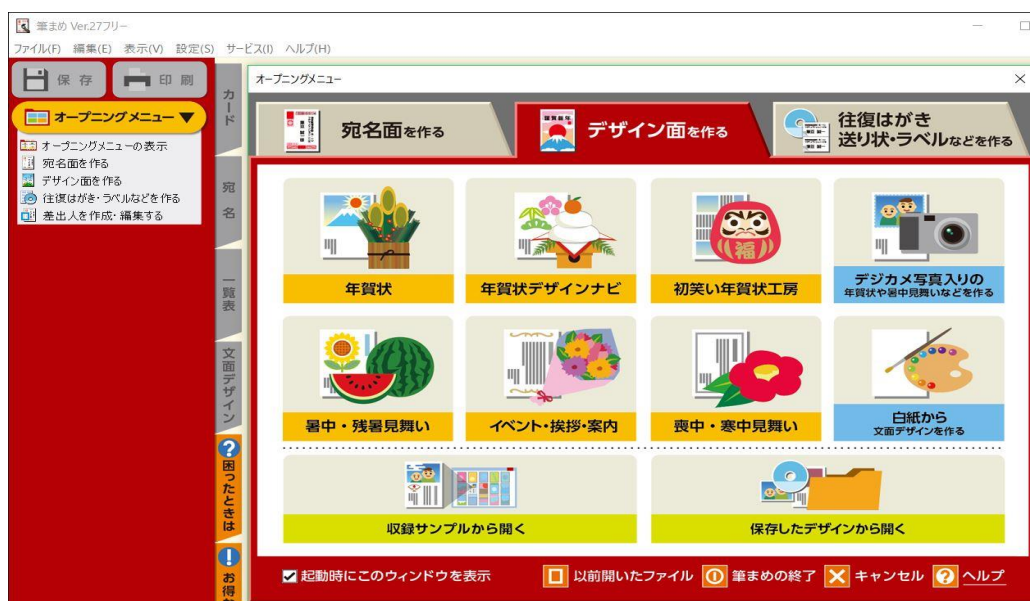 筆まめ Ver.27フリー
ファイル(F) 編集(E) 表示(V) 設定(S) サービス(I) ヘルプ(H)
保存
印刷
オープニングメニュー▼
オープニングメニューの表示
宛名面を作る
デザイン面を作る
往復はがき・ラベルなどを作る
差出人を作成・編集する
カード
宛名
一覧表
文面デザイン
?困ったときは
!お得な
オープニングメニュー
宛名面を作る
デザイン面を作る
往復はがき
送り状・ラベルなどを作る
年賀状
年賀状デザインナビ
福
初笑い年賀状工房
デジカメ写真入りの
年賀状や暑中見舞いなどを作る
暑中・残暑見舞い
イベント・挨拶・案内
喪中・寒中見舞い
白紙から
文面デザインを作る
収録サンプルから開く
保存したデザインから開く
起動時にこのウィンドウを表示
以前開いたファイル
筆まめの終了
キャンセル
?ヘルプ